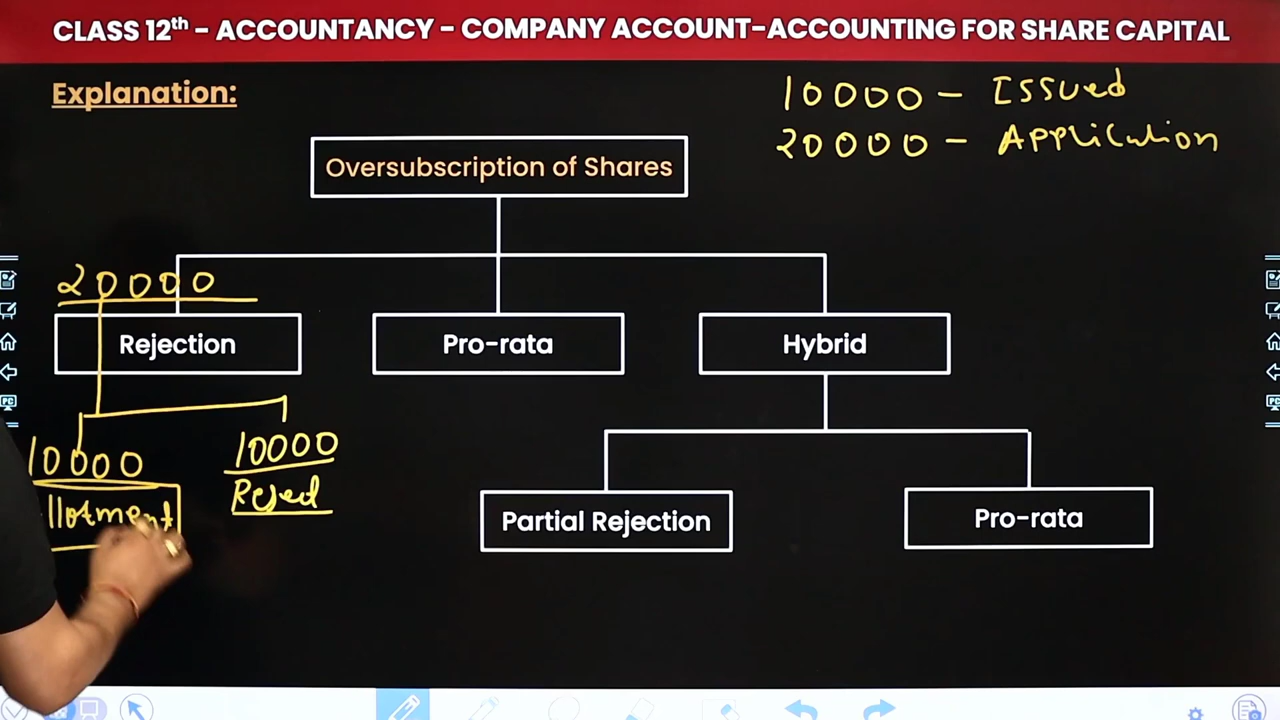 CLASS 12th – ACCOUNTANCY – COMPANY ACCOUNT-ACCOUNTING FOR SHARE CAPITAL
Explanation:
10000 – Issued
20000 – Application
Oversubscription of Shares
20000
Rejection
Pro-rata
Hybrid
10000
10000
llotment
Reject
Partial Rejection
Pro-rata